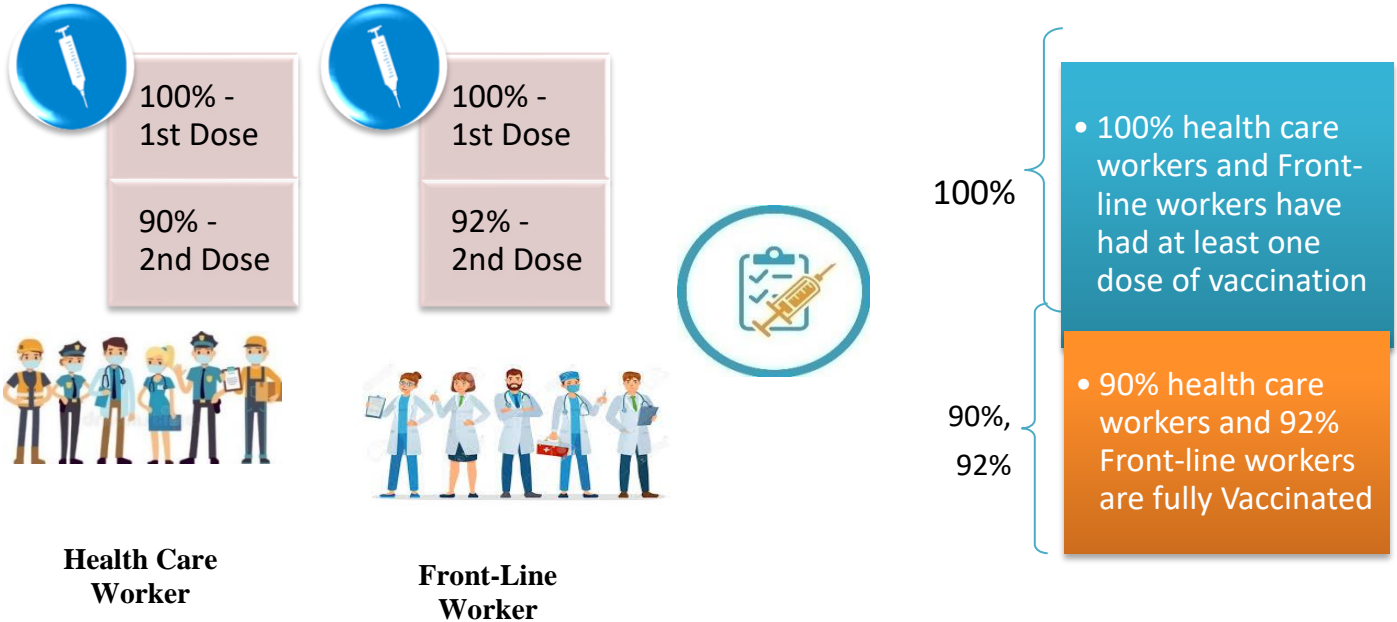 100% -
1st Dose
90% -
2nd Dose
Health Care
Worker
100% -
1st Dose
92% -
2nd Dose
Front-Line
Worker
100%
• 100% health care
workers and Front-
line workers have
had at least one
dose of vaccination
90%,
92%
• 90% health care
workers and 92%
Front-line workers
are fully Vaccinated